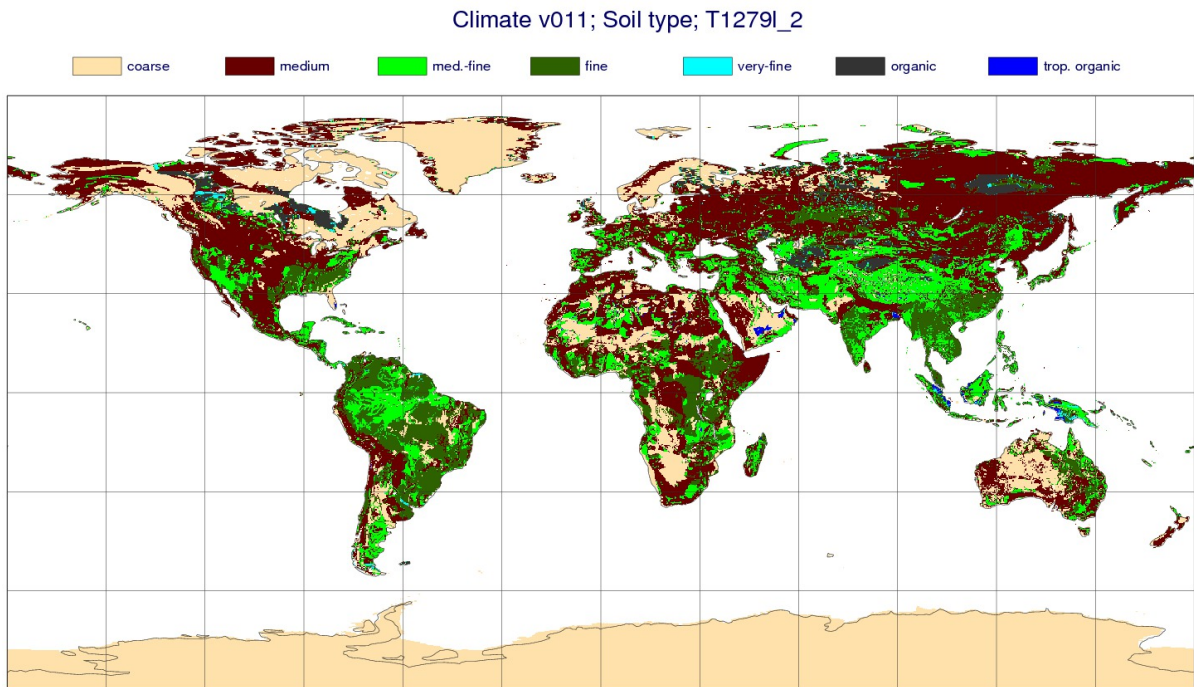 Climate v011; Soil type; T1279l_2
coarse medium med.-fine fine very-fine organic trop. organic